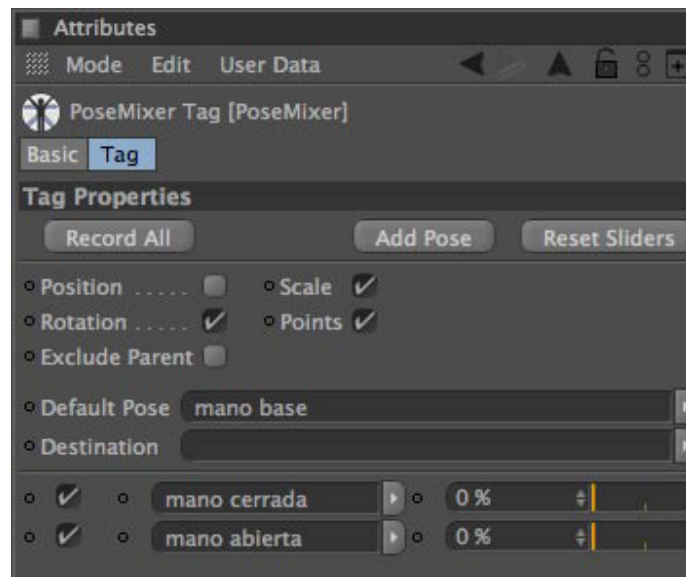 Attributes
Mode Edit User Data
PoseMixer Tag [PoseMixer]
Basic Tag
Tag Properties
Record All Add Pose Reset Sliders
Position ..... Scale
Rotation ..... Points
Exclude Parent
Default Pose mano base
Destination
mano cerrada 0 %
mano abierta 0 %